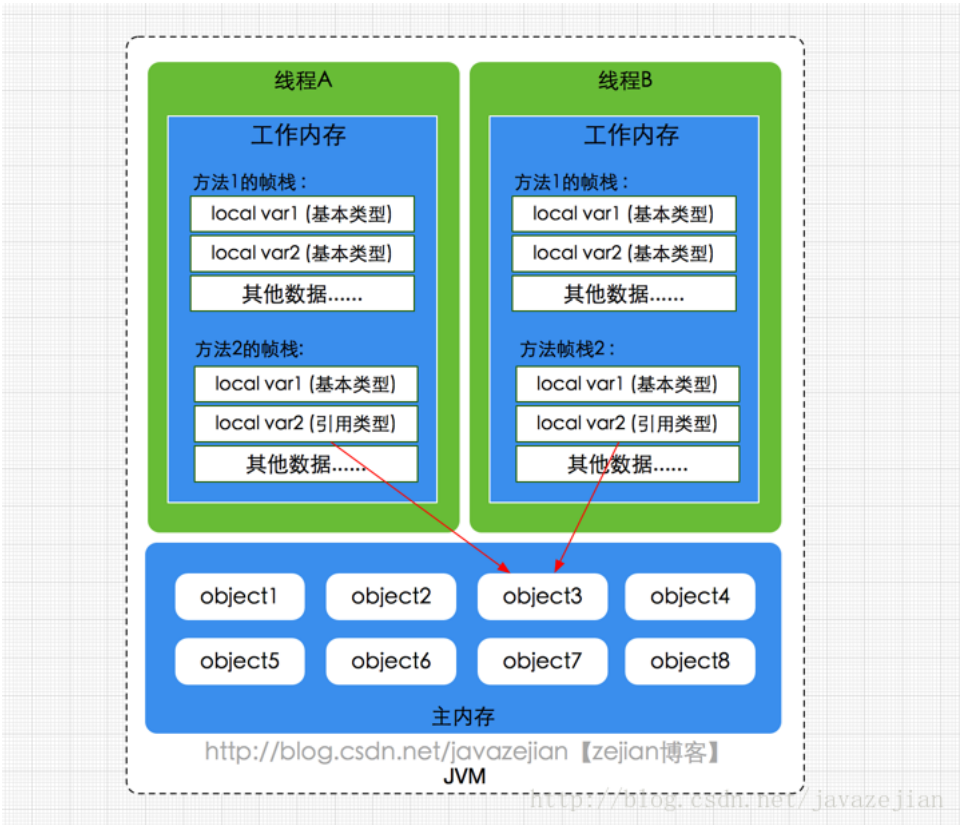 线程A
工作内存
方法1的帧栈：
local var1 (基本类型)
local var2 (基本类型)
其他数据......
方法2的帧栈:
local var1 (基本类型)
local var2 (引用类型)
其他数据......
线程B
工作内存
方法1的帧栈：
local var1 (基本类型)
local var2 (基本类型)
其他数据......
方法帧栈2：
local var1 (基本类型)
local var2 (引用类型)
其他数据......
object1 object2 object3 object4
object5 object6 object7 object8
主内存
http://blog.csdn.net/javazejian【zejian博客】
JVM
http://blog.csdn.net/javazejian